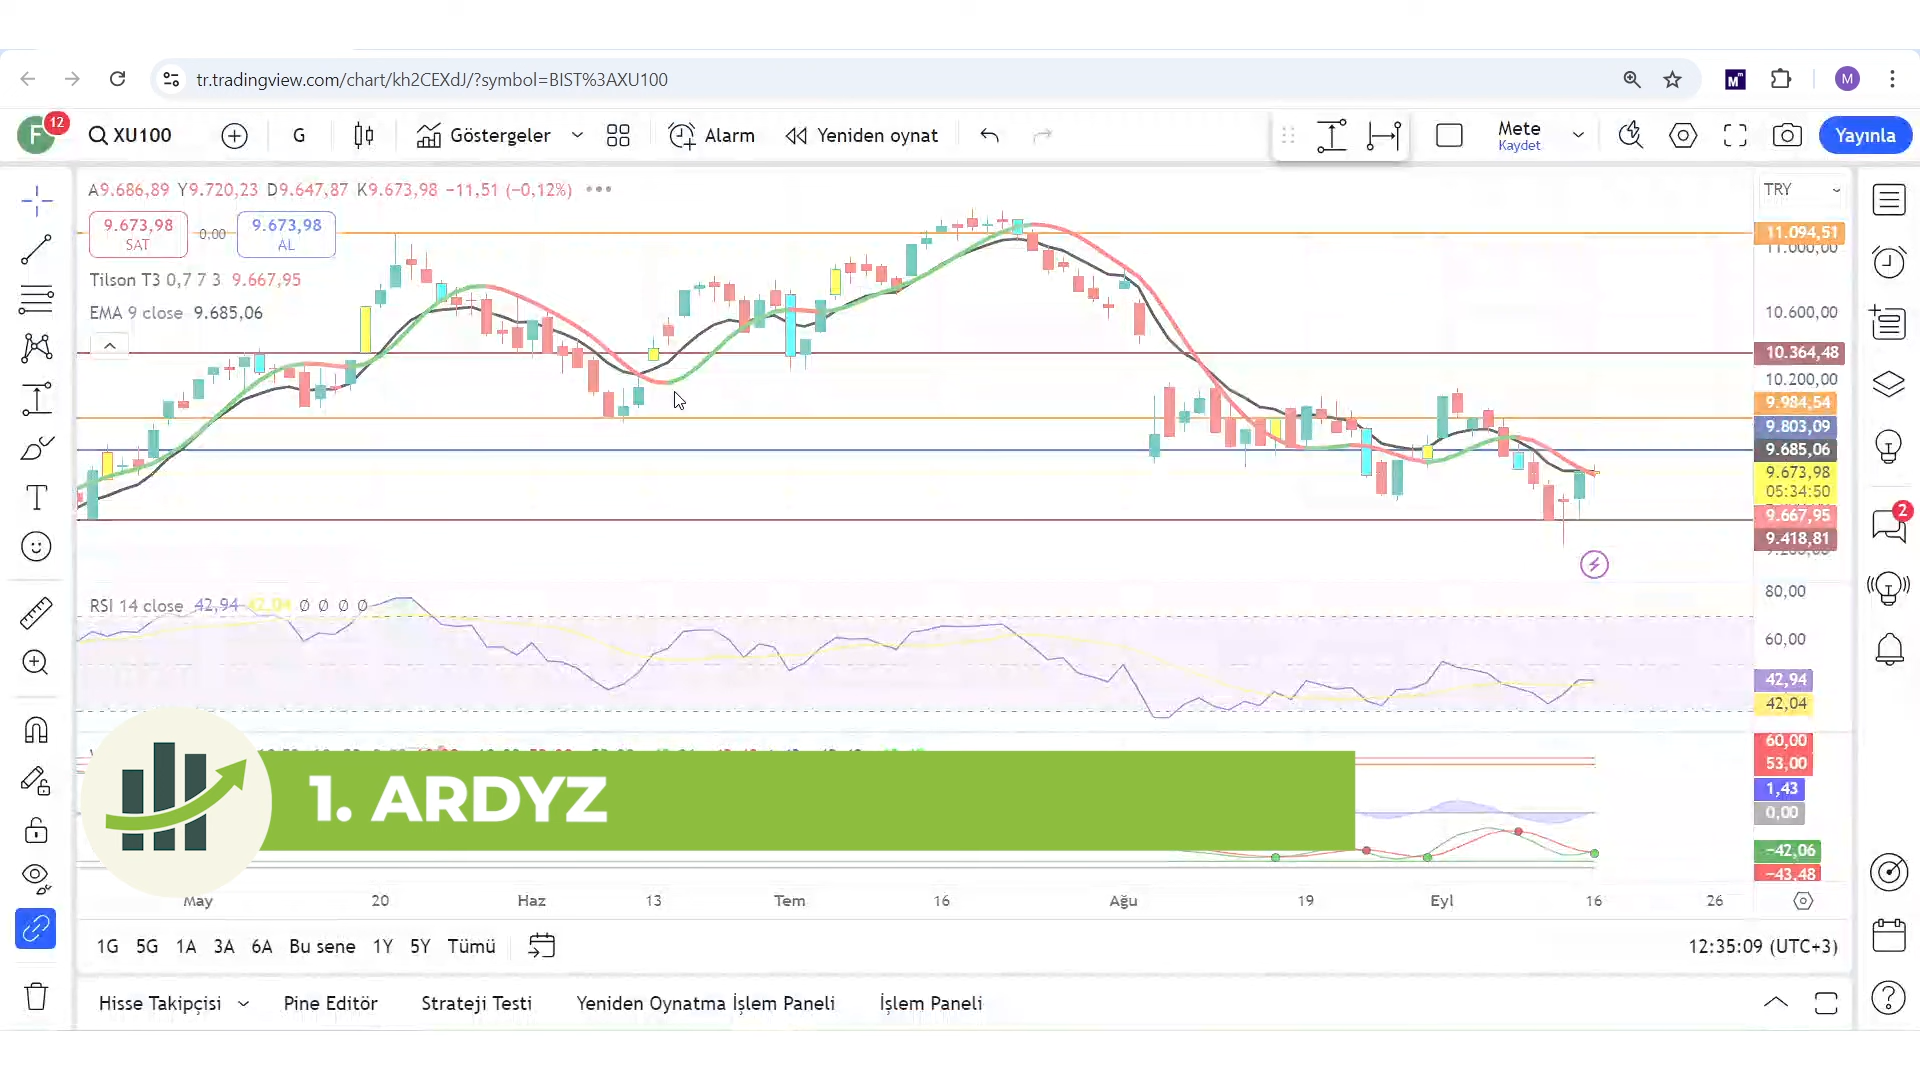 tr.tradingview.com/chart/kh2CEXdJ/?symbol=BIST%3AXU100
M
M
F
12
XU100
G
Göstergeler
Alarm
Yeniden oynat
Mete
Kaydet
Yayınla
A9.686,89 Y9.720,23 D9.647,87 K9.673,98 −11,51 (−0,12%)
TRY
9.673,98
SAT
0,00
9.673,98
AL
Tilson T3 0,7 7 3 9.667,95
EMA 9 close 9.685,06
11.094,51
11.000,00
10.600,00
10.364,48
10.200,00
9.984,54
9.803,09
9.685,06
9.673,98
05:34:50
9.667,95
9.418,81
2
RSI 14 close 42,94 42,04 Ø Ø Ø Ø
80,00
60,00
42,94
42,04
60,00
53,00
1,43
0,00
−42,06
−43,48
1. ARDYZ
May
20
Haz
13
Tem
16
Ağu
19
Eyl
16
26
1G 5G 1A 3A 6A Bu sene 1Y 5Y Tümü
12:35:09 (UTC+3)
Hisse Takipçisi
Pine Editör
Strateji Testi
Yeniden Oynatma İşlem Paneli
İşlem Paneli